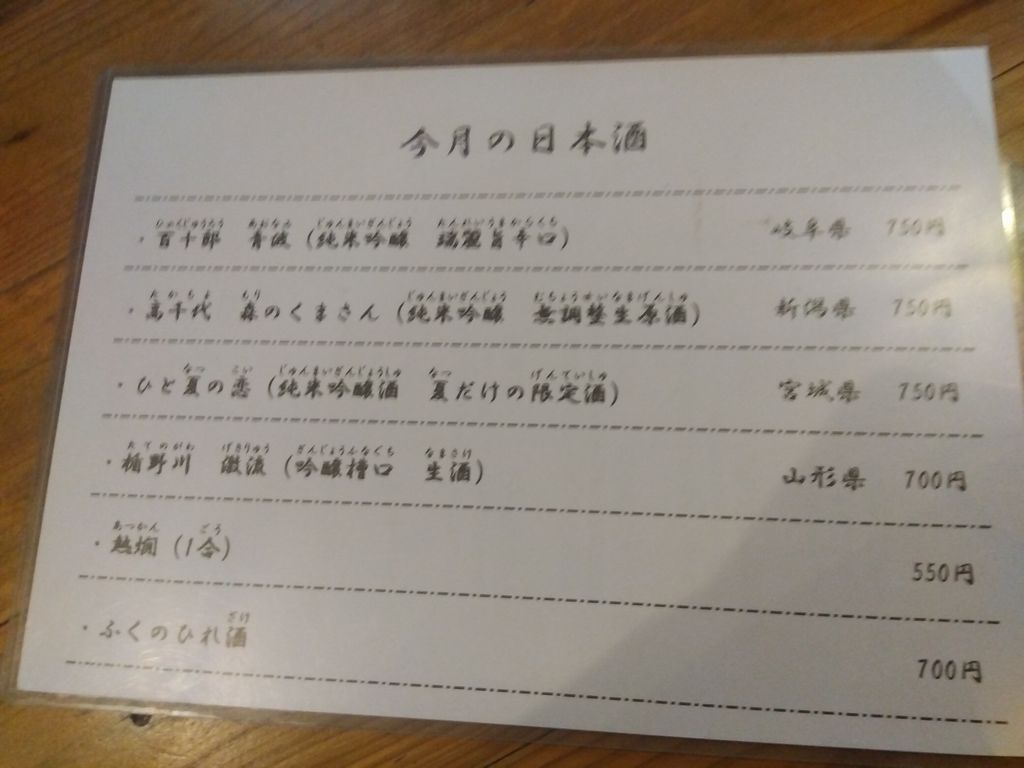 今月の日本酒
・百十郎 青波(純米吟醸 端麗旨辛口) 岐阜県 750円
・高千代 森のくまさん(純米吟醸 無調整生原酒) 新潟県 750円
・ひと夏の恋(純米吟醸酒 夏だけの限定酒) 宮城県 750円
・楯野川 激流(吟醸槽口 生酒) 山形県 700円
・熱燗(1合) 550円
・ふくのひれ酒 700円